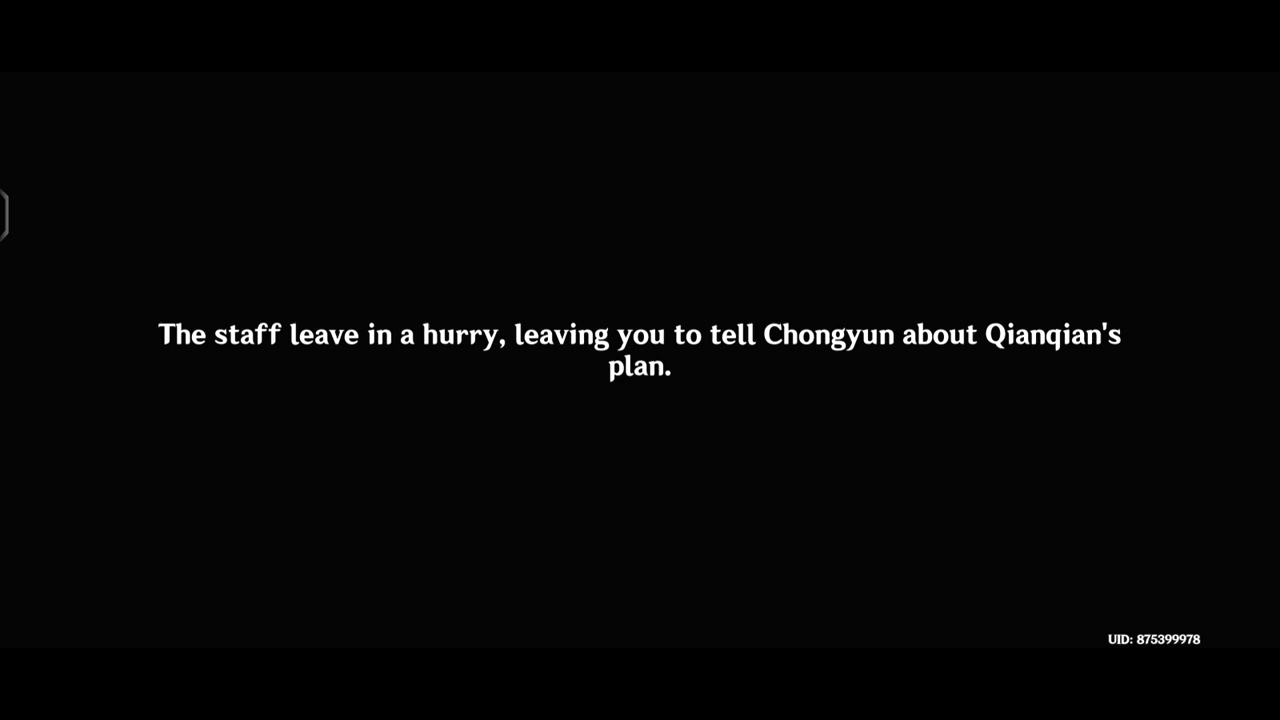 The staff leave in a hurry, leaving you to tell Chongyun about Qianqian's
plan.
UID: 875399978